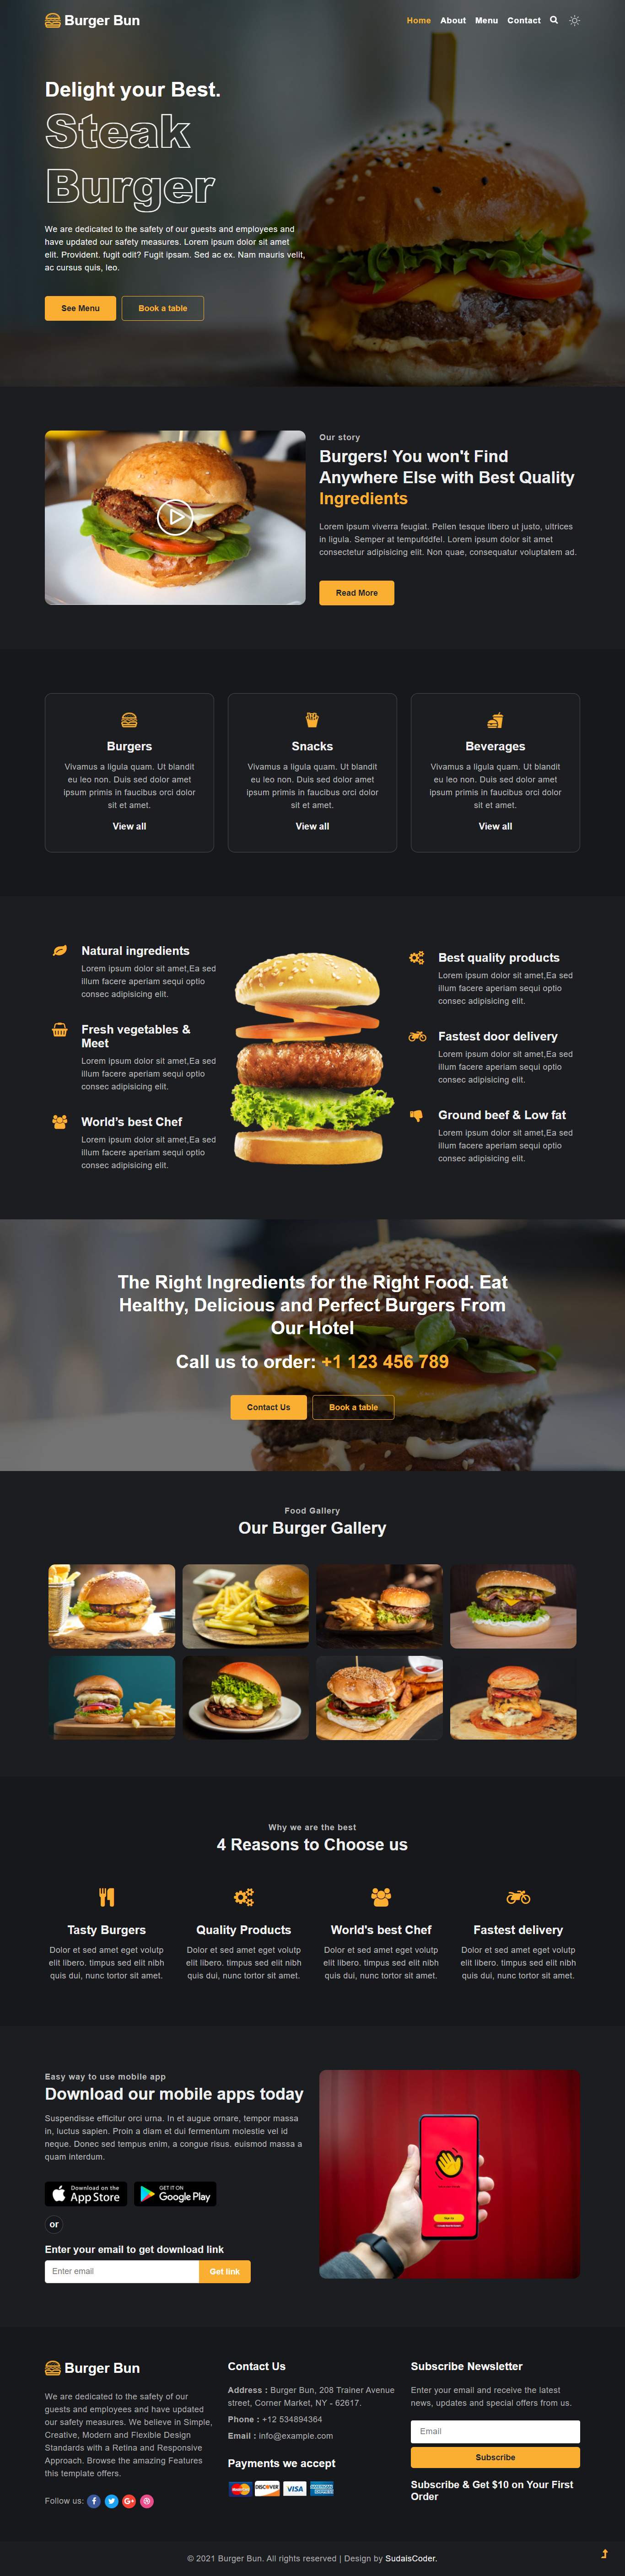 Burger Bun
Home About Menu Contact
Delight your Best.
Steak
Burger
We are dedicated to the safety of our guests and employees and
have updated our safety measures. Lorem ipsum dolor sit amet
elit. Provident. fugit odit? Fugit ipsam. Sed ac ex. Nam mauris velit,
ac cursus quis, leo.
See Menu
Book a table
Our story
Burgers! You won't Find
Anywhere Else with Best Quality
Ingredients
Lorem ipsum viverra feugiat. Pellen tesque libero ut justo, ultrices
in ligula. Semper at tempufddfel. Lorem ipsum dolor sit amet
consectetur adipisicing elit. Non quae, consequatur voluptatem ad.
Read More
Burgers
Vivamus a ligula quam. Ut blandit
eu leo non. Duis sed dolor amet
ipsum primis in faucibus orci dolor
sit et amet.
View all
Snacks
Vivamus a ligula quam. Ut blandit
eu leo non. Duis sed dolor amet
ipsum primis in faucibus orci dolor
sit et amet.
View all
Beverages
Vivamus a ligula quam. Ut blandit
eu leo non. Duis sed dolor amet
ipsum primis in faucibus orci dolor
sit et amet.
View all
Natural ingredients
Lorem ipsum dolor sit amet,Ea sed
illum facere aperiam sequi optio
consec adipisicing elit.
Fresh vegetables &
Meet
Lorem ipsum dolor sit amet,Ea sed
illum facere aperiam sequi optio
consec adipisicing elit.
World's best Chef
Lorem ipsum dolor sit amet,Ea sed
illum facere aperiam sequi optio
consec adipisicing elit.
Best quality products
Lorem ipsum dolor sit amet,Ea sed
illum facere aperiam sequi optio
consec adipisicing elit.
Fastest door delivery
Lorem ipsum dolor sit amet,Ea sed
illum facere aperiam sequi optio
consec adipisicing elit.
Ground beef & Low fat
Lorem ipsum dolor sit amet,Ea sed
illum facere aperiam sequi optio
consec adipisicing elit.
The Right Ingredients for the Right Food. Eat
Healthy, Delicious and Perfect Burgers From
Our Hotel
Call us to order: +1 123 456 789
Contact Us
Book a table
Food Gallery
Our Burger Gallery
Why we are the best
4 Reasons to Choose us
Tasty Burgers
Dolor et sed amet eget volutp
elit libero. timpus sed elit nibh
quis dui, nunc tortor sit amet.
Quality Products
Dolor et sed amet eget volutp
elit libero. timpus sed elit nibh
quis dui, nunc tortor sit amet.
World's best Chef
Dolor et sed amet eget volutp
elit libero. timpus sed elit nibh
quis dui, nunc tortor sit amet.
Fastest delivery
Dolor et sed amet eget volutp
elit libero. timpus sed elit nibh
quis dui, nunc tortor sit amet.
Easy way to use mobile app
Download our mobile apps today
Suspendisse efficitur orci urna. In et augue ornare, tempor massa
in, luctus sapien. Proin a diam et dui fermentum molestie vel id
neque. Donec sed tempus enim, a congue risus. euismod massa a
quam interdum.
Download on the
App Store
GET IT ON
Google Play
or
Enter your email to get download link
Enter email
Get link
Burger Bun
We are dedicated to the safety of our
guests and employees and have updated
our safety measures. We believe in Simple,
Creative, Modern and Flexible Design
Standards with a Retina and Responsive
Approach. Browse the amazing Features
this template offers.
Follow us:
Contact Us
Address : Burger Bun, 208 Trainer Avenue
street, Corner Market, NY - 62617.
Phone : +12 534894364
Email : info@example.com
Payments we accept
MasterCard DISCOVER VISA
Subscribe Newsletter
Enter your email and receive the latest
news, updates and special offers from us.
Email
Subscribe
Subscribe & Get $10 on Your First
Order
© 2021 Burger Bun. All rights reserved | Design by SudaisCoder.